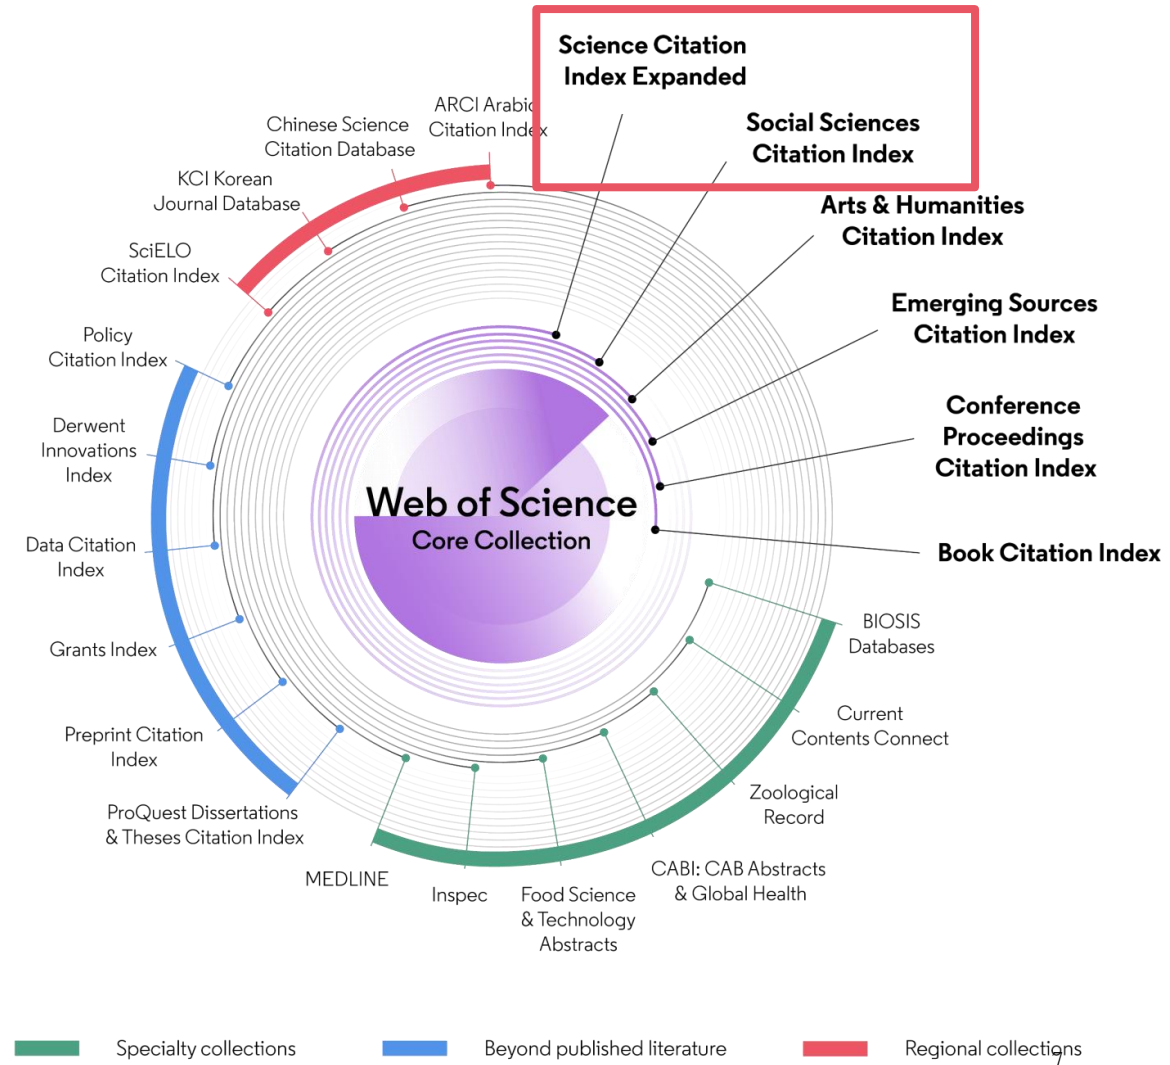 Science Citation
Index Expanded
Social Sciences
Citation Index
Arts & Humanities
Citation Index
Emerging Sources
Citation Index
Conference
Proceedings
Citation Index
Book Citation Index
ARCI Arabic
Citation Index
Chinese Science
Citation Database
KCI Korean
Journal Database
SciELO
Citation Index
Policy
Citation Index
Derwent
Innovations
Index
Data Citation
Index
Grants Index
Preprint Citation
Index
ProQuest Dissertations
& Theses Citation Index
Web of Science
Core Collection
BIOSIS
Databases
Current
Contents Connect
Zoological
Record
CABI: CAB Abstracts
& Global Health
Food Science
& Technology
Abstracts
Inspec
MEDLINE
Specialty collections
Beyond published literature
Regional collections
7